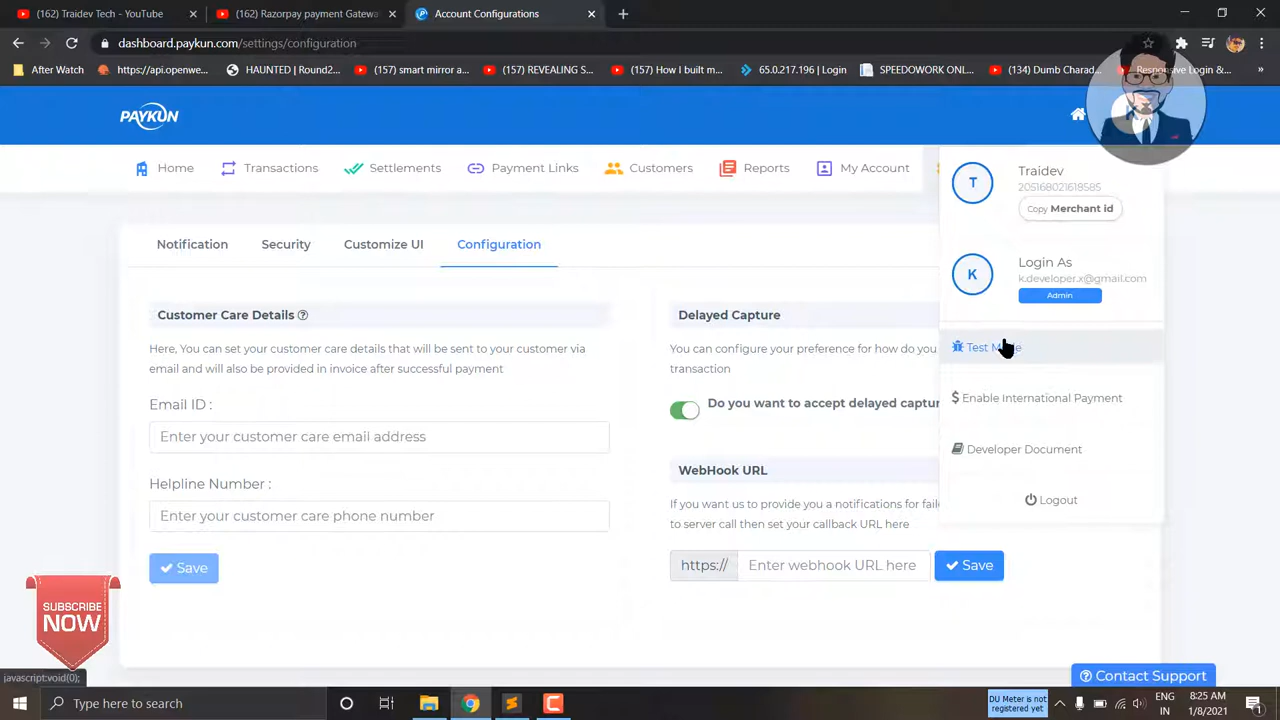 (162) Traidev Tech - YouTube
(162) Razorpay payment Gatewa
Account Configurations
dashboard.paykun.com/settings/configuration
After Watch
https://api.openwe...
HAUNTED | Round2...
(157) smart mirror...
(157) REVEALING S...
(157) How I built m...
65.0.217.196 | Login
SPEEDOWORK ONL...
(134) Dumb Charad...
Responsive Login &...
PAYKUN
Home
Transactions
Settlements
Payment Links
Customers
Reports
My Account
Traidev
205168021618585
Copy Merchant id
Notification
Security
Customize UI
Configuration
Login As
k.developer.x@gmail.com
Admin
Customer Care Details
Delayed Capture
Here, You can set your customer care details that will be sent to your customer via
email and will also be provided in invoice after successful payment
You can configure your preference for how do you
transaction
Test
Email ID :
Do you want to accept delayed captur
Enable International Payment
Enter your customer care email address
Developer Document
WebHook URL
Helpline Number :
If you want us to provide you a notifications for faile
to server call then set your callback URL here
Logout
Enter your customer care phone number
Save
https://
Enter webhook URL here
Save
SUBSCRIBE
NOW
javascript:void(0);
Contact Support
Type here to search
DU Meter is not
registered yet
ENG
IN
8:25 AM
1/8/2021
1